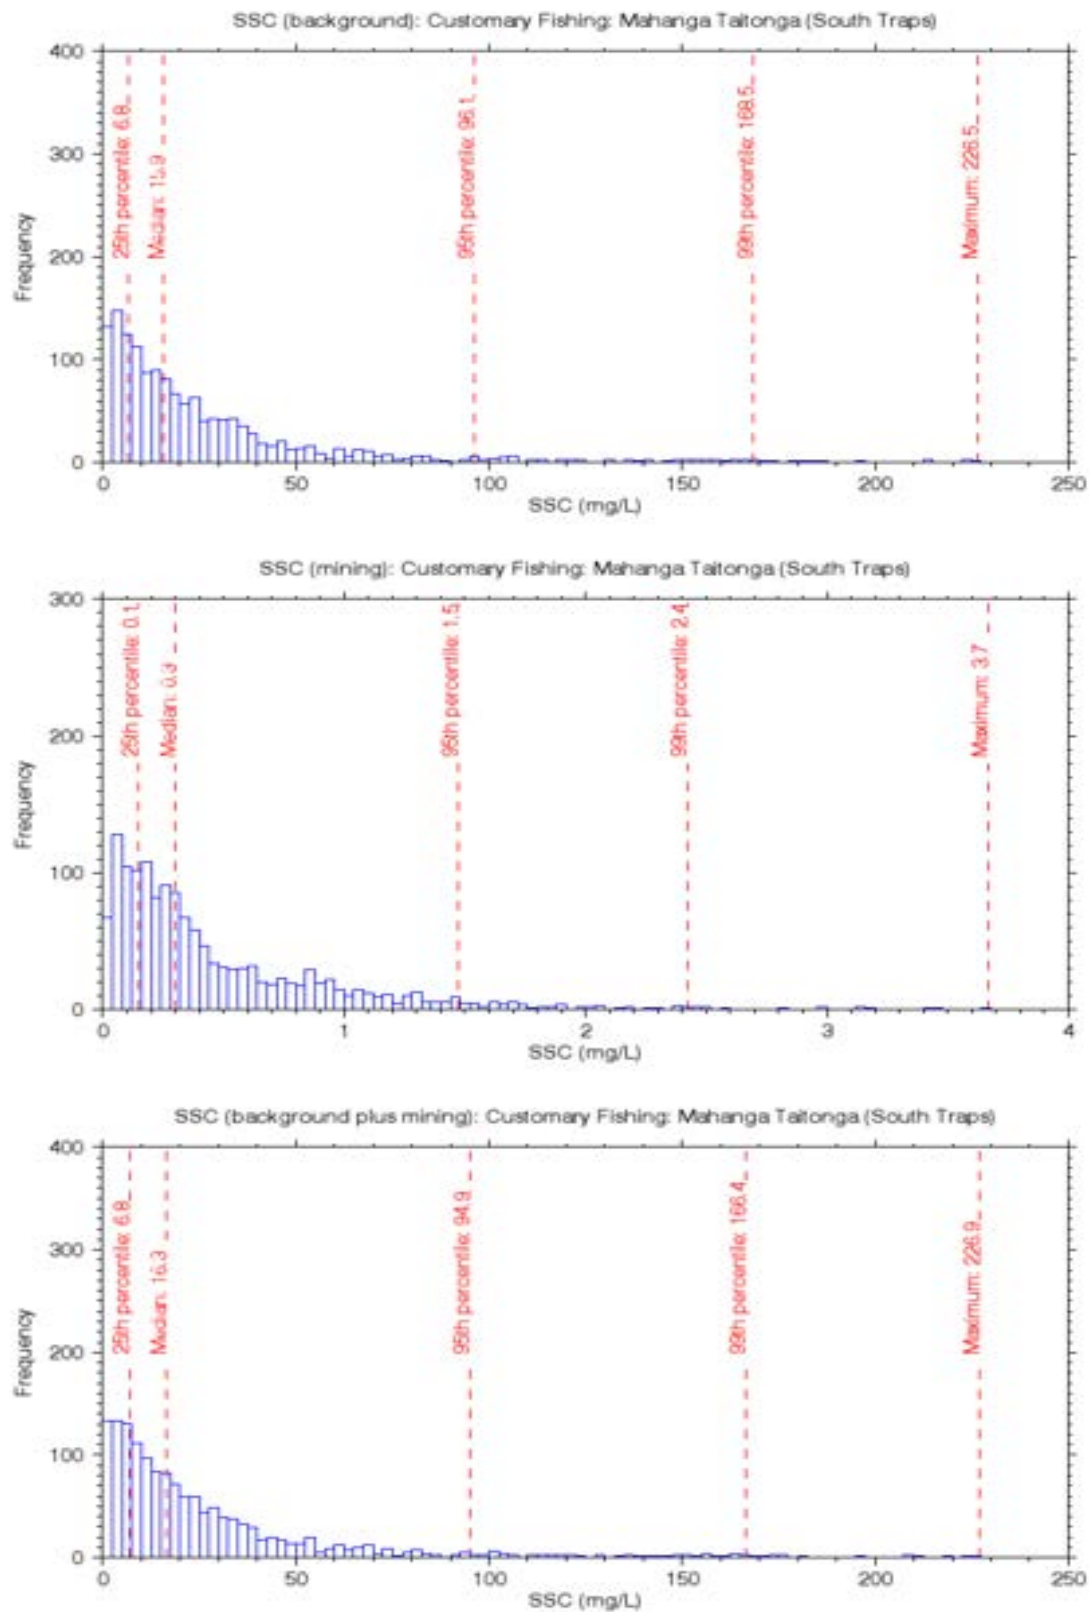 SSC (background): Customary Fishing: Mahanga Taitonga (South Traps)
400
300
200
100
0
Frequency
25th percentile: 6.8
Median: 15.9
95th percentile: 96.1
99th percentile: 168.5
Maximum: 226.5
0 50 100 150 200 250
SSC (mg/L)
SSC (mining): Customary Fishing: Mahanga Taitonga (South Traps)
300
200
100
0
Frequency
25th percentile: 0.1
Median: 0.3
95th percentile: 1.5
99th percentile: 2.4
Maximum: 3.7
0 1 2 3 4
SSC (mg/L)
SSC (background plus mining): Customary Fishing: Mahanga Taitonga (South Traps)
400
300
200
100
0
Frequency
25th percentile: 6.8
Median: 16.3
95th percentile: 94.9
99th percentile: 166.4
Maximum: 226.9
0 50 100 150 200 250
SSC (mg/L)